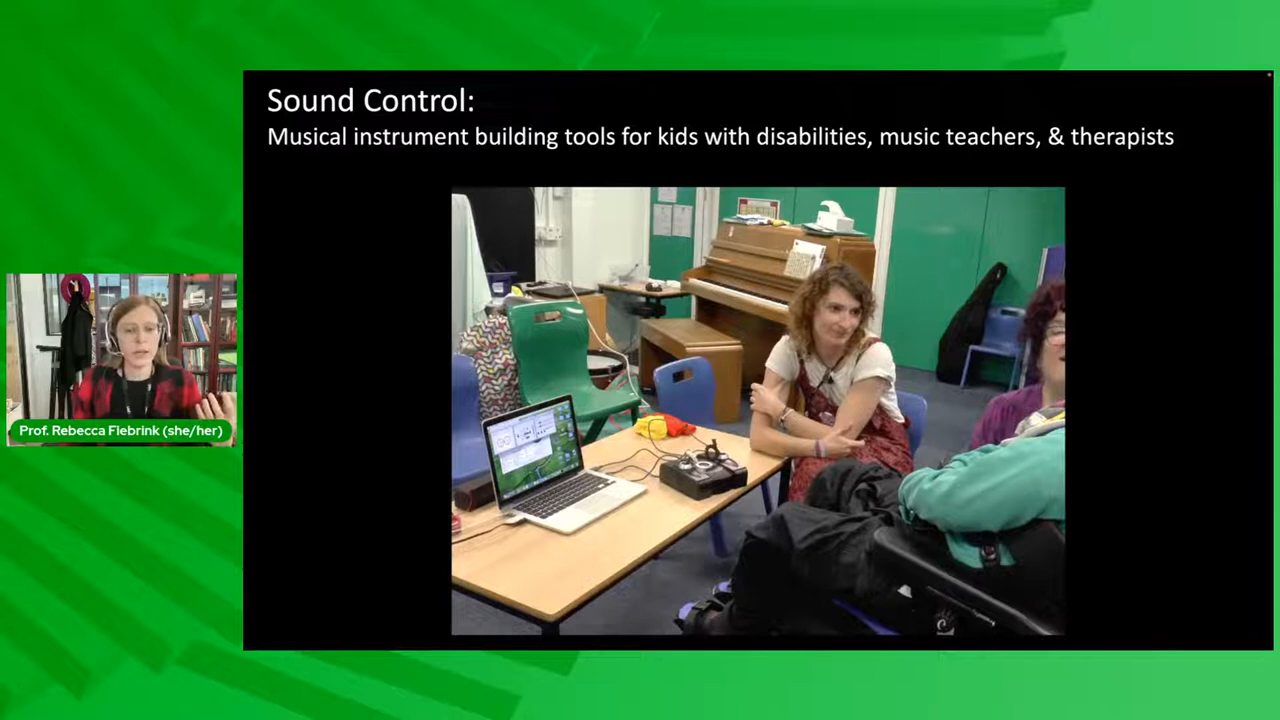 Sound Control:
Musical instrument building tools for kids with disabilities, music teachers, & therapists
Prof. Rebecca Fiebrink (she/her)